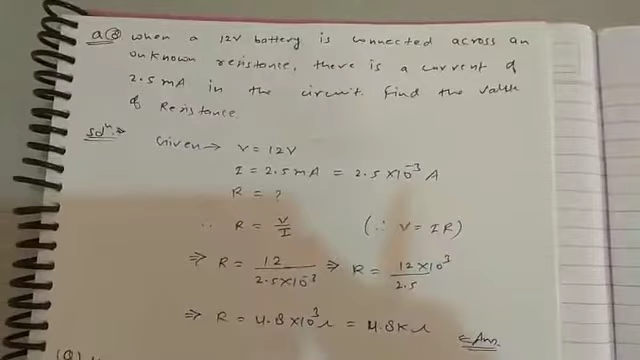 Q ③ When a 12V battery is connected across an
unknown resistance, there is a current of
2.5 mA in the circuit. Find the value
of Resistance.
Solⁿ ⇒ Given → V = 12V
I = 2.5 mA = 2.5 × 10⁻³ A
R = ?
∴ R = V/I (∵ V = IR)
⇒ R = 12/2.5×10⁻³ ⇒ R = 12×10³/2.5
⇒ R = 4.8 × 10³ Ω = 4.8 K Ω
⇐ Ans.
(Q)